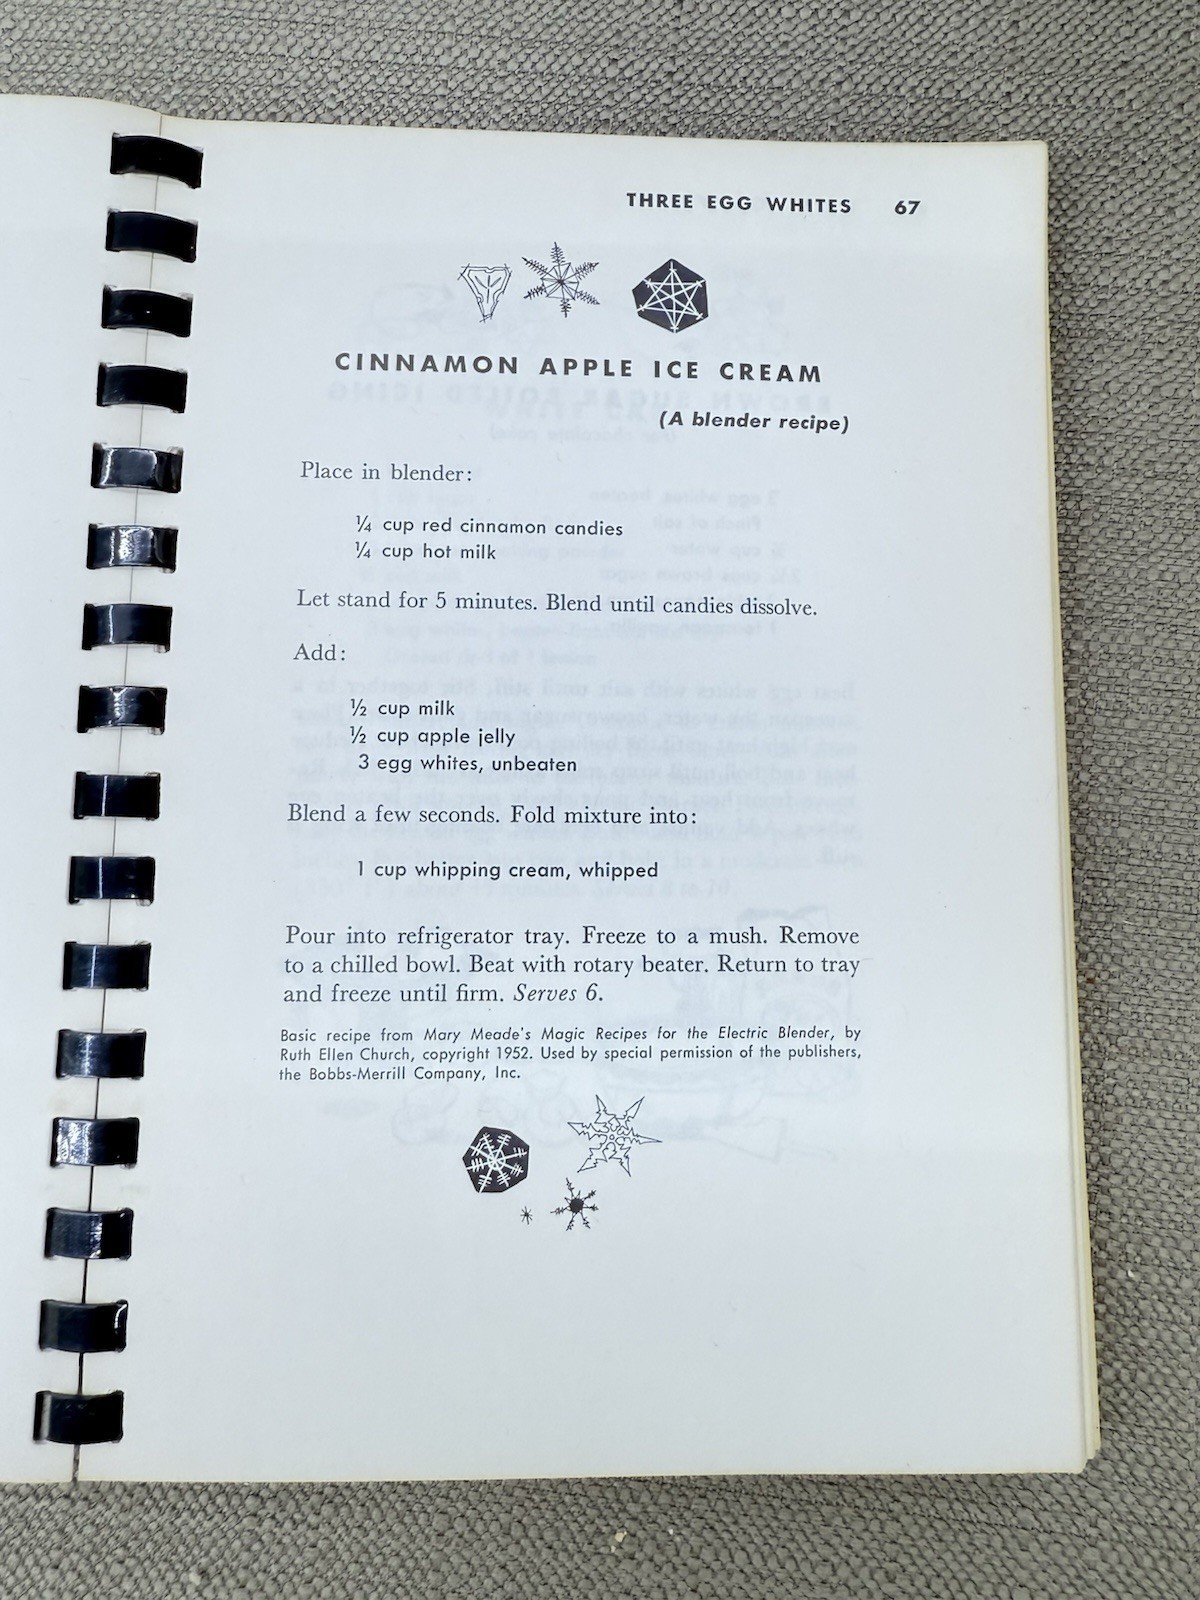 THREE EGG WHITES 67
CINNAMON APPLE ICE CREAM
(A blender recipe)
Place in blender:
¼ cup red cinnamon candies
¼ cup hot milk
Let stand for 5 minutes. Blend until candies dissolve.
Add:
½ cup milk
½ cup apple jelly
3 egg whites, unbeaten
Blend a few seconds. Fold mixture into:
1 cup whipping cream, whipped
Pour into refrigerator tray. Freeze to a mush. Remove
to a chilled bowl. Beat with rotary beater. Return to tray
and freeze until firm. Serves 6.
Basic recipe from Mary Meade's Magic Recipes for the Electric Blender, by
Ruth Ellen Church, copyright 1952. Used by special permission of the publishers,
the Bobbs-Merrill Company, Inc.